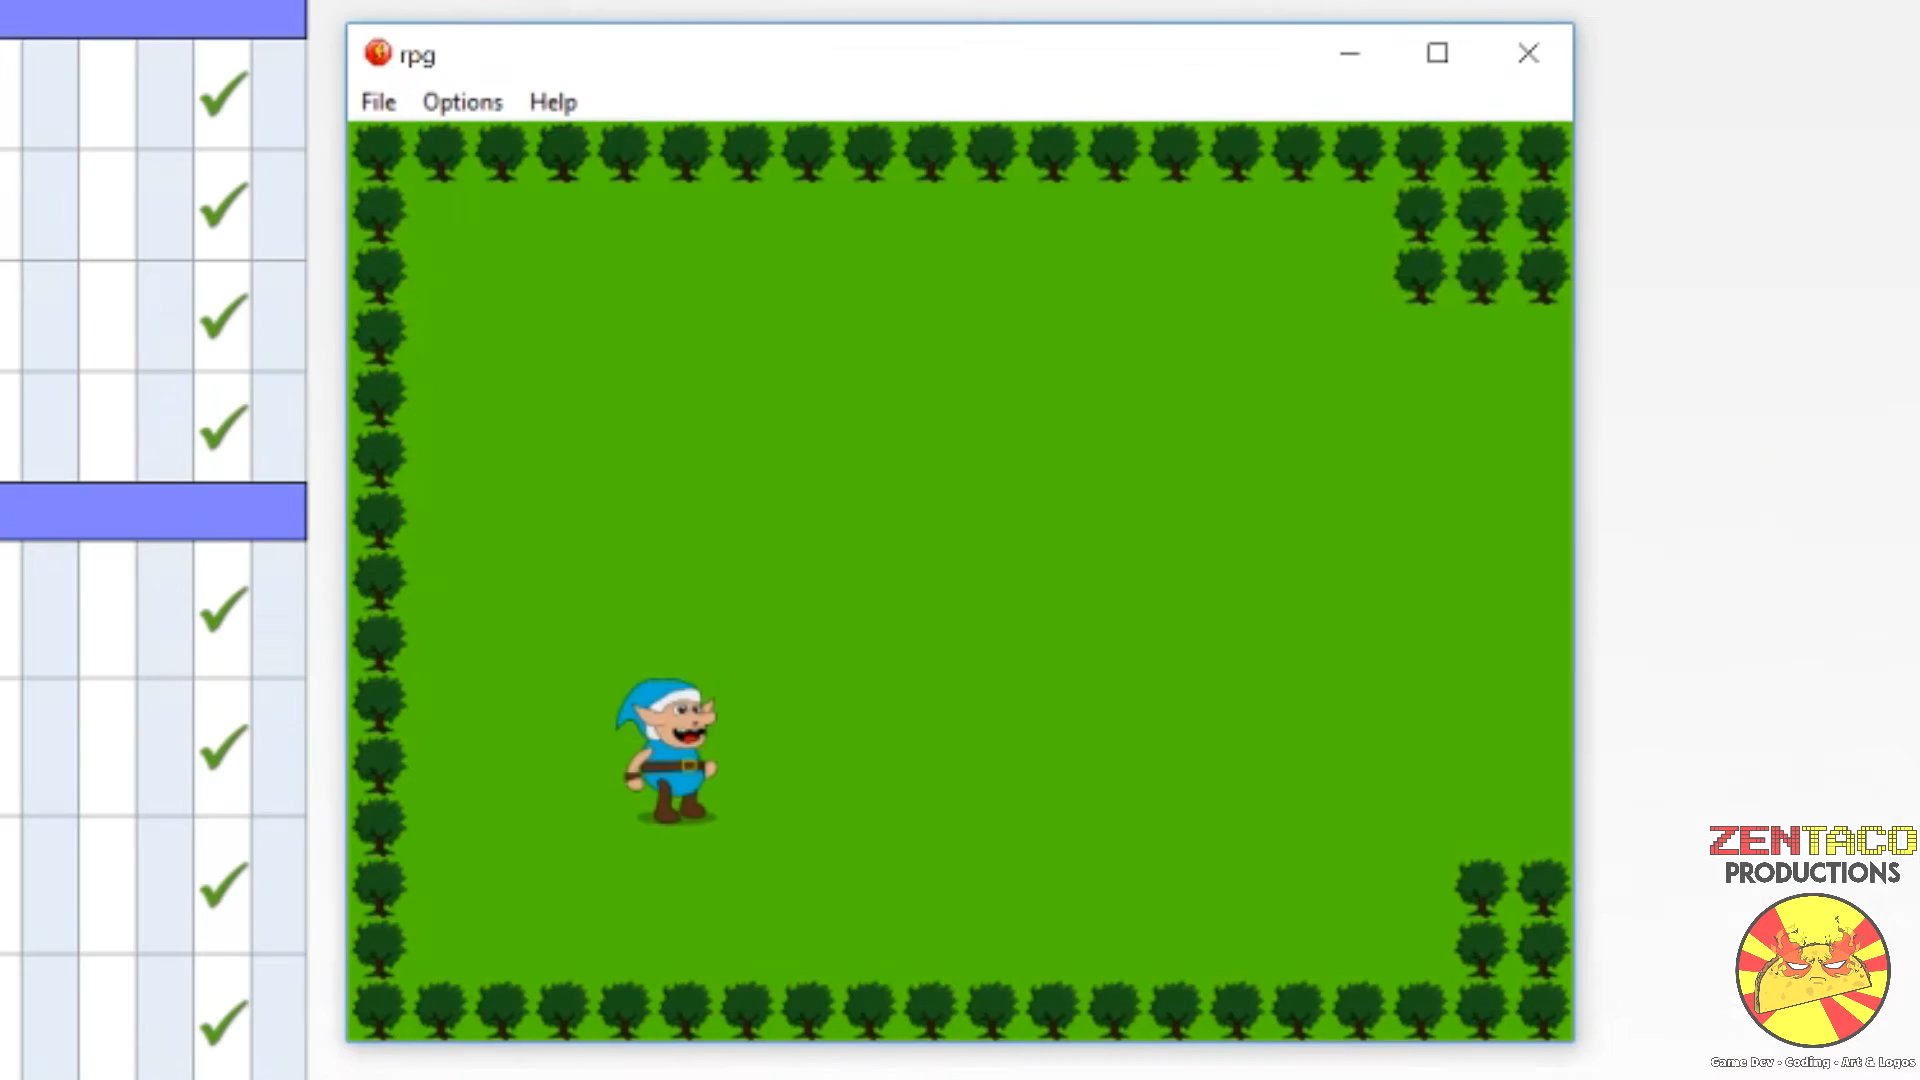 rpg
File Options Help
ZENTACO
PRODUCTIONS
Game Dev - Coding - Art & Logos